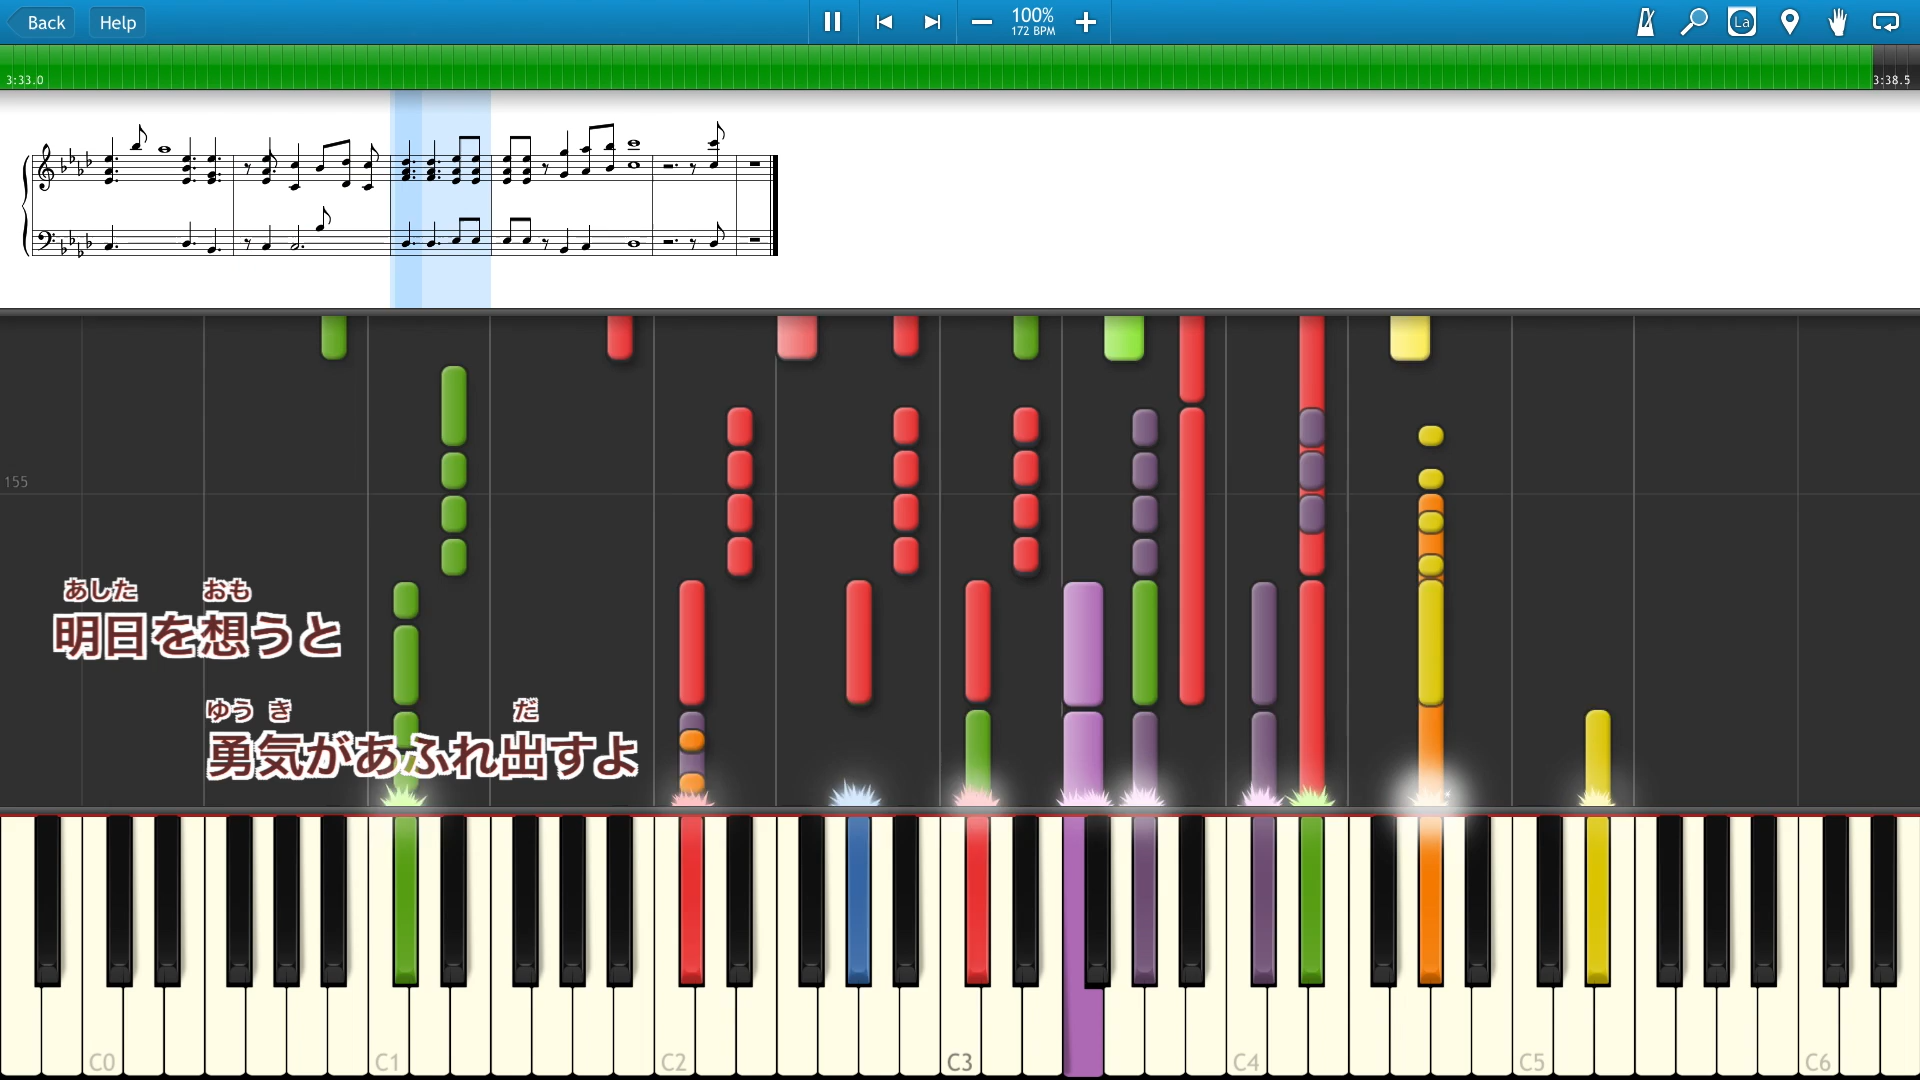 Back
Help
100%
172 BPM
La
3:33.0
3:38.5
155
あした おも
明日を想うと
ゆう き だ
勇気があふれ出すよ
C0
C1
C2
C3
C4
C5
C6